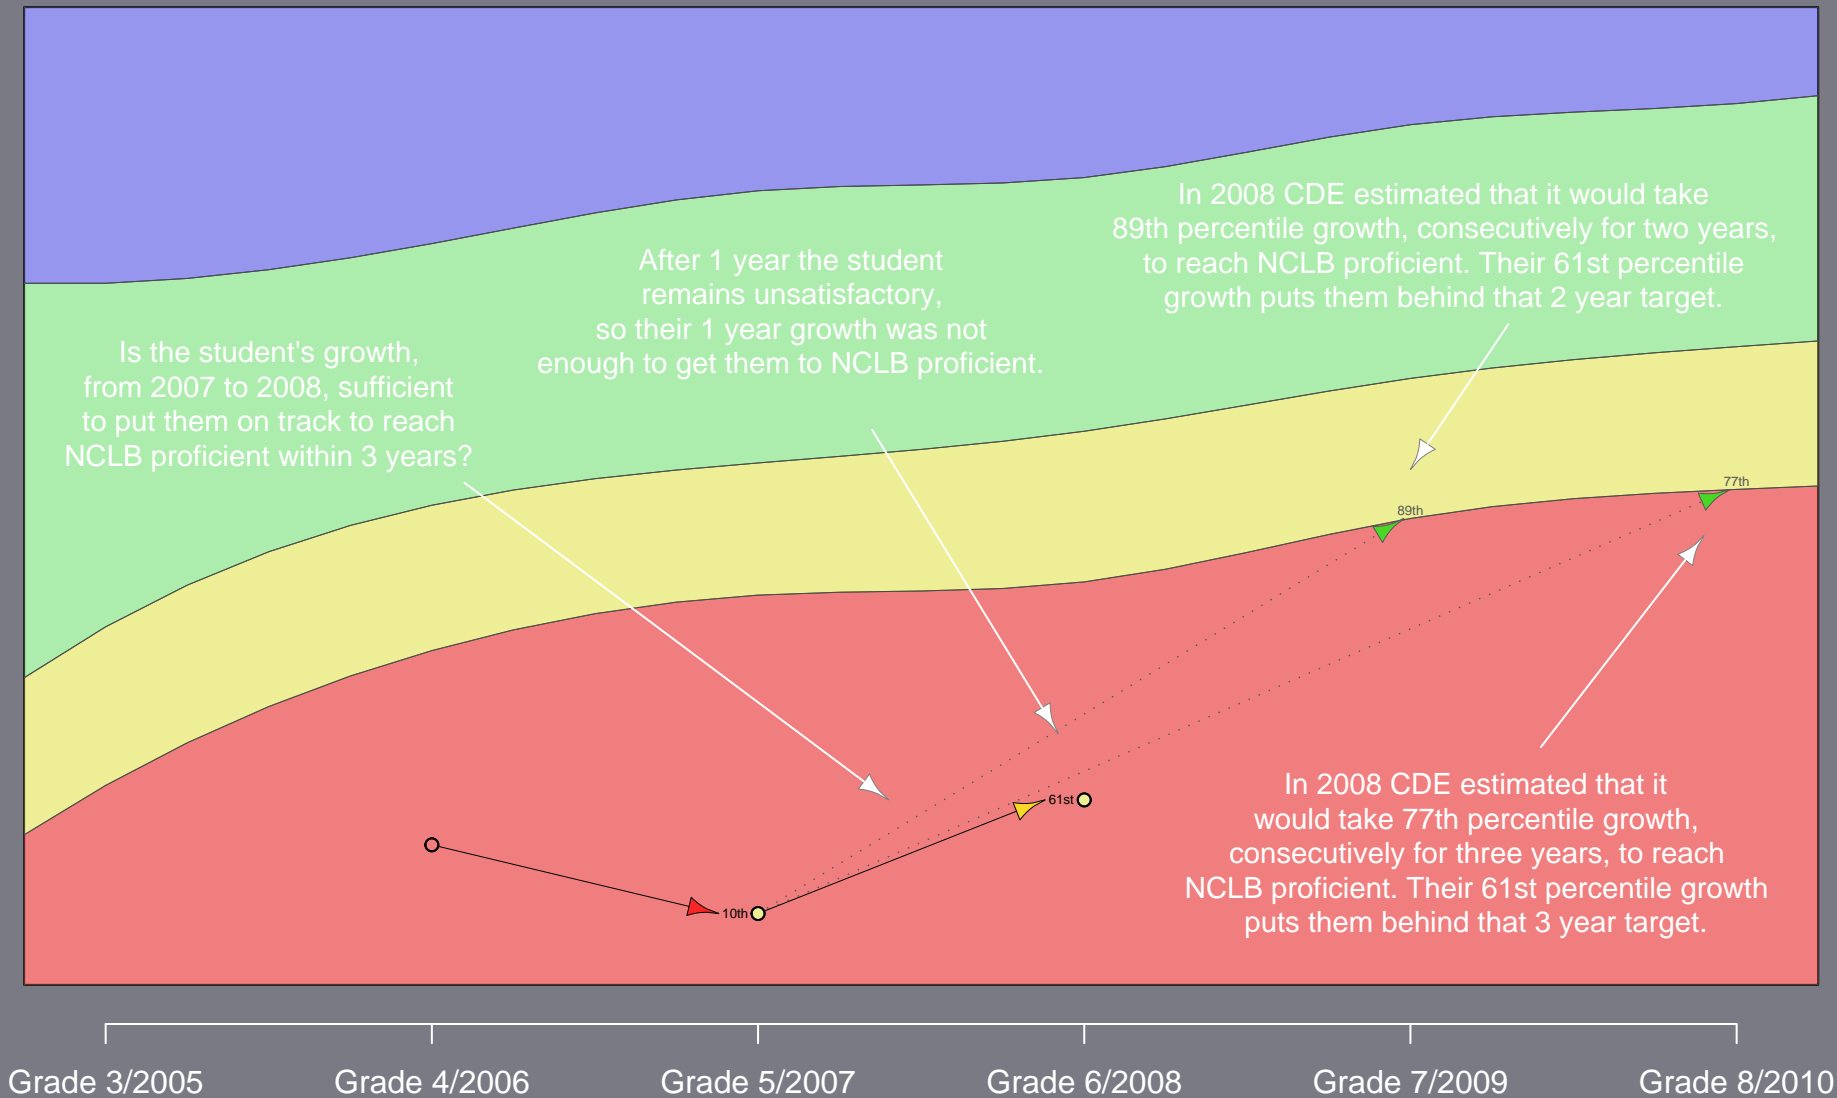 In 2008 CDE estimated that it would take
89th percentile growth, consecutively for two years,
to reach NCLB proficient. Their 61st percentile
growth puts them behind that 2 year target.
After 1 year the student
remains unsatisfactory,
so their 1 year growth was not
enough to get them to NCLB proficient.
Is the student's growth,
from 2007 to 2008, sufficient
to put them on track to reach
NCLB proficient within 3 years?
77th
89th
61st
10th
In 2008 CDE estimated that it
would take 77th percentile growth,
consecutively for three years, to reach
NCLB proficient. Their 61st percentile growth
puts them behind that 3 year target.
Grade 3/2005
Grade 4/2006
Grade 5/2007
Grade 6/2008
Grade 7/2009
Grade 8/2010